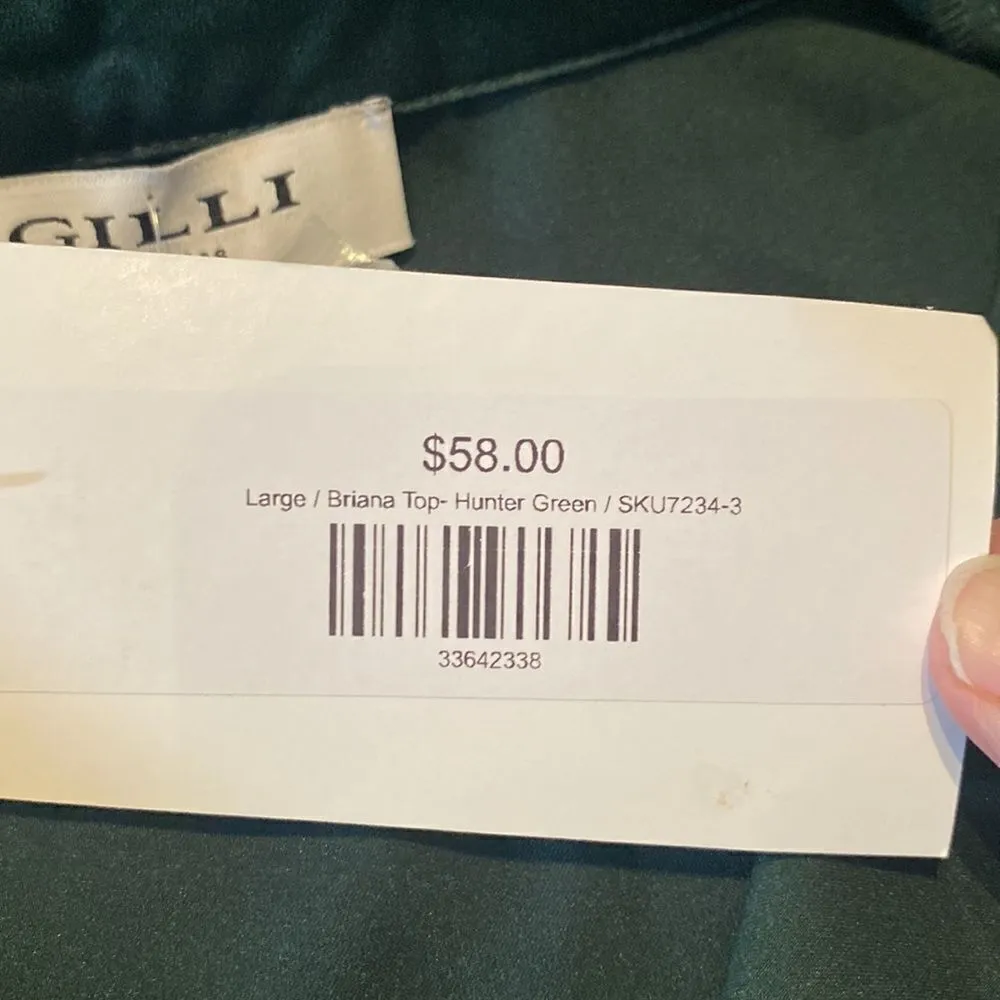 GILLI
$58.00
Large / Briana Top- Hunter Green / SKU7234-3
33642338